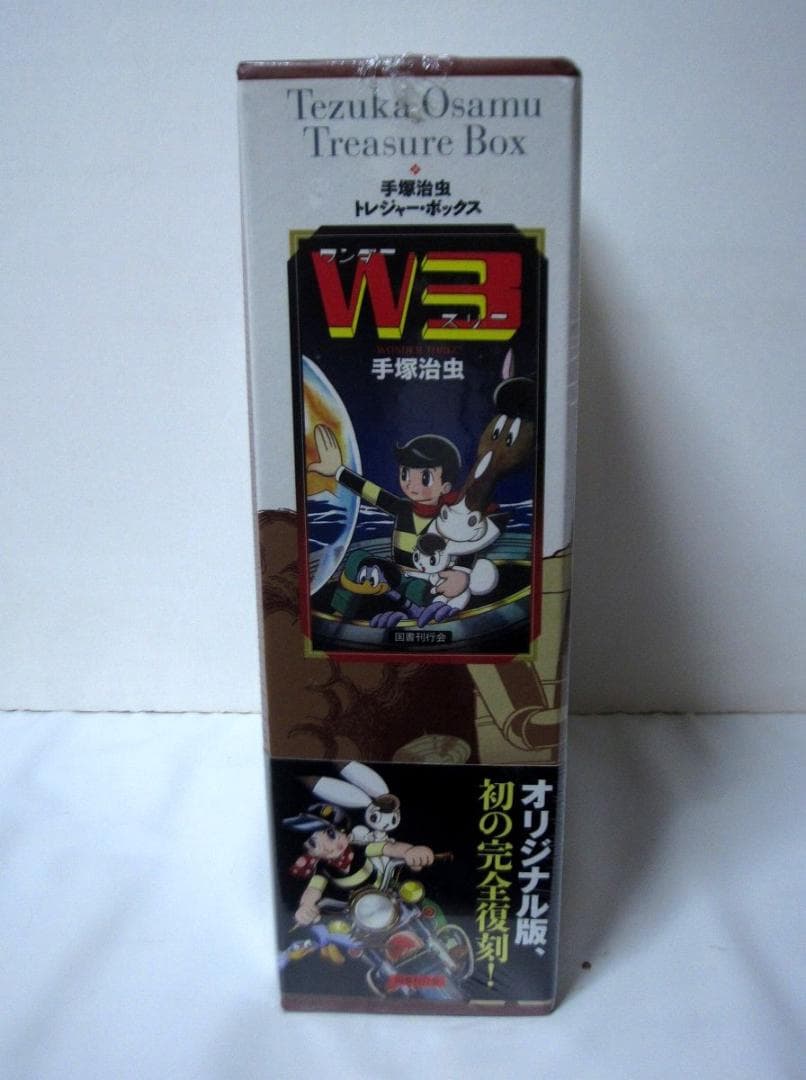 Tezuka Osamu
Treasure Box
手塚治虫
トレジャー・ボックス
ワンダー
W3
スリー
WONDER THREE
手塚治虫
国書刊行会
オリジナル版、
初の完全復刻!